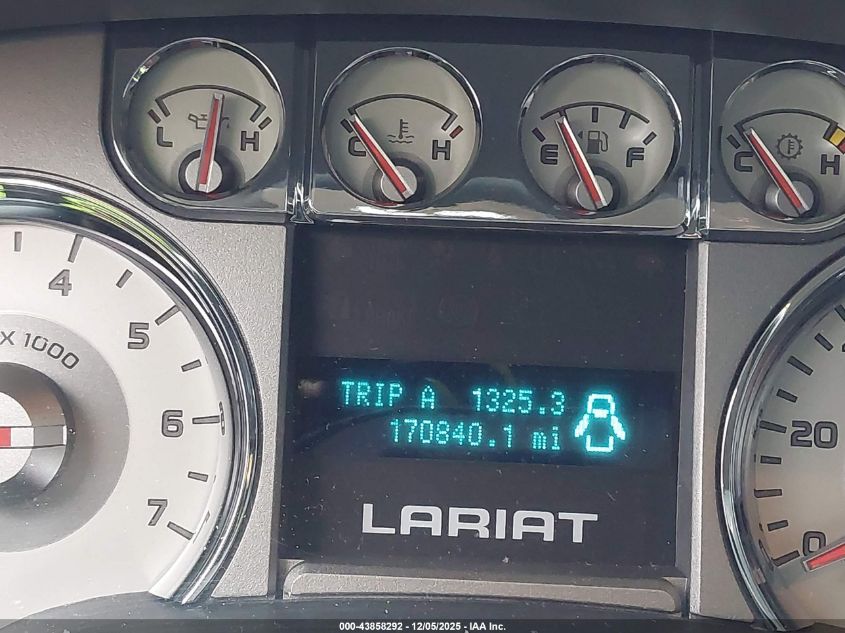 L H
C H
E F
C H
4
5
X 1000
6
7
TRIP A 1325.3
170840.1 mi
LARIAT
20
0
000-43858292 - 12/05/2025 - IAA Inc.